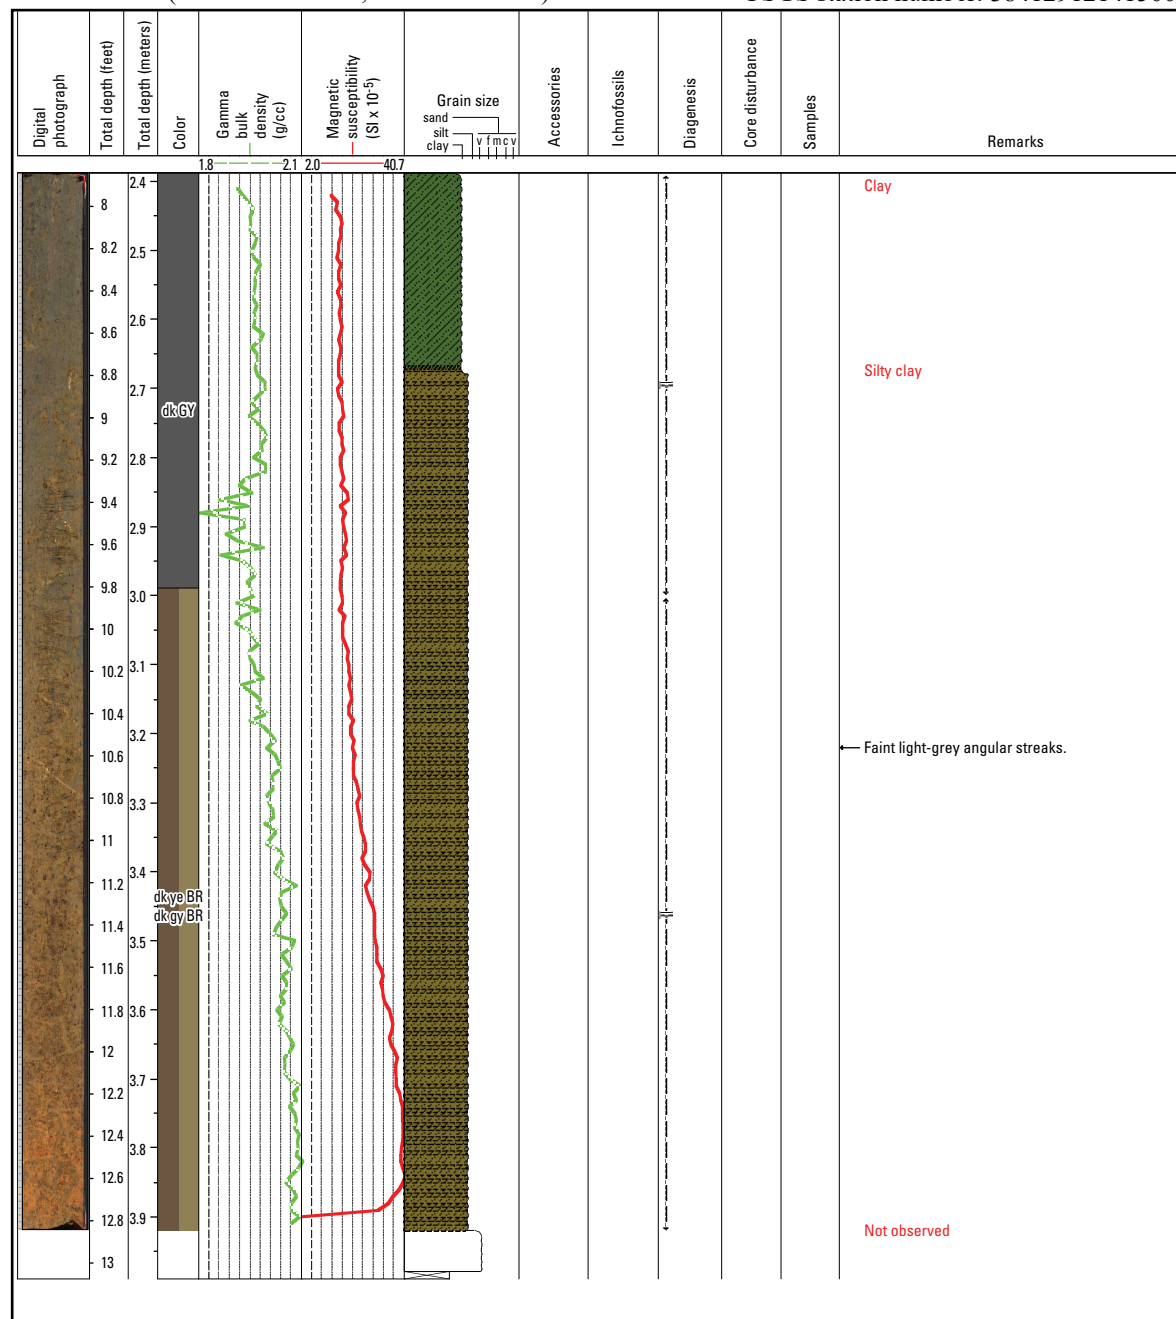 Digital photograph
Total depth (feet)
Total depth (meters)
Color
Gamma bulk density (g/cc)
Magnetic susceptibility (SI x 10-5)
Grain size
sand
silt
clay
v f m c v
Accessories
Ichnofossils
Diagenesis
Core disturbance
Samples
Remarks
1.8 2.1 2.0 40.7
2.4
Clay
8
8.2
2.5
8.4
2.6
8.6
8.8
Silty clay
2.7
dk GY
9
9.2
2.8
9.4
2.9
9.6
9.8
3.0
10
3.1
10.2
10.4
3.2
Faint light-grey angular streaks.
10.6
10.8
3.3
11
3.4
11.2
dk ye BR
dk gy BR
11.4
3.5
11.6
11.8
3.6
12
3.7
12.2
12.4
3.8
12.6
12.8
3.9
Not observed
13